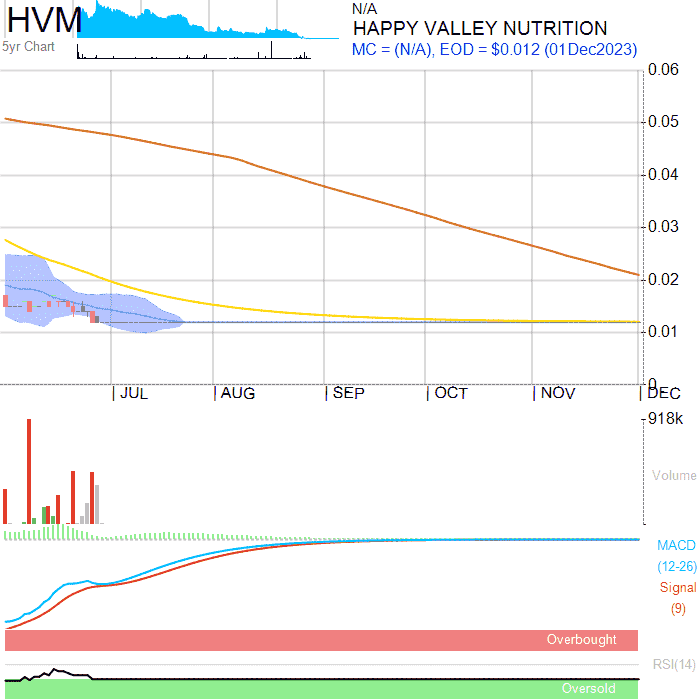 HVM
5yr Chart
N/A
HAPPY VALLEY NUTRITION
MC = (N/A), EOD = $0.012 (01Dec2023)
0.06
0.05
0.04
0.03
0.02
0.01
0
JUL AUG SEP OCT NOV DEC
918k
Volume
MACD
(12-26)
Signal
(9)
Overbought
RSI(14)
Oversold